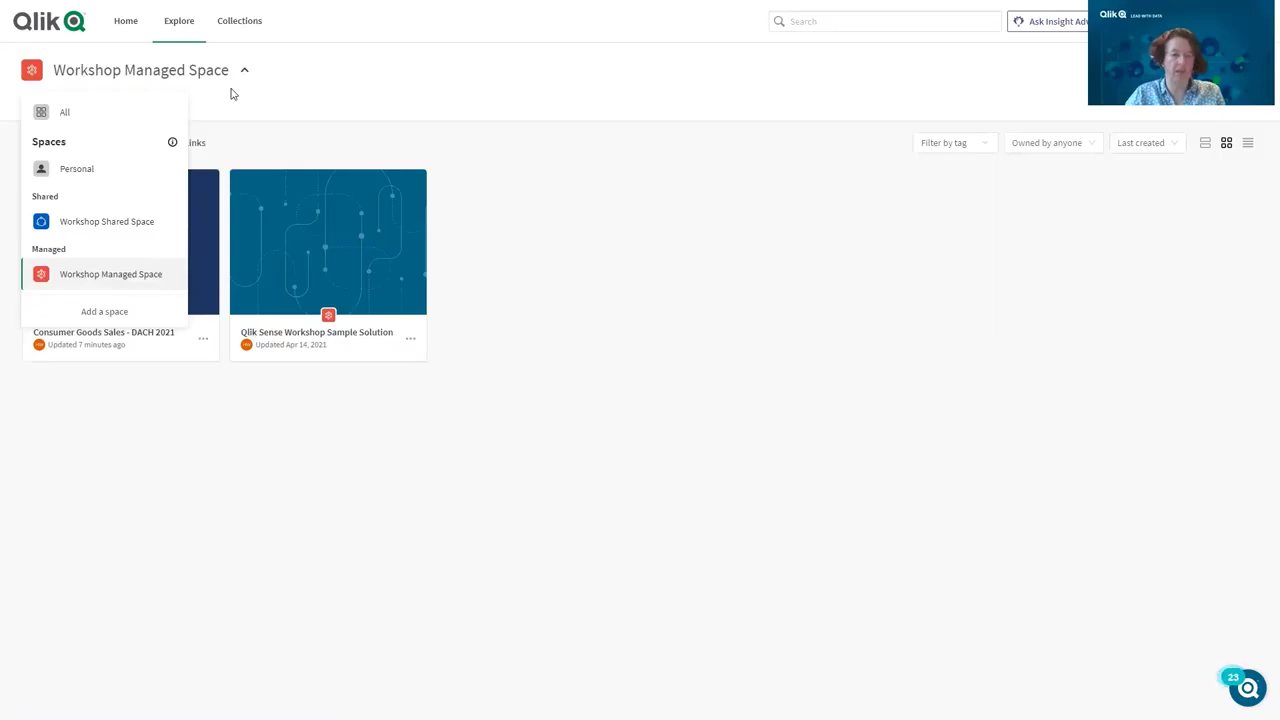 Qlik
Home
Explore
Collections
Search
Ask Insight Adv
Qlik LEAD WITH DATA
Workshop Managed Space
All
Spaces
Personal
Shared
Workshop Shared Space
Managed
Workshop Managed Space
Add a space
Links
Filter by tag
Owned by anyone
Last created
Consumer Goods Sales - DACH 2021
Updated 7 minutes ago
Qlik Sense Workshop Sample Solution
Updated Apr 14, 2021
23